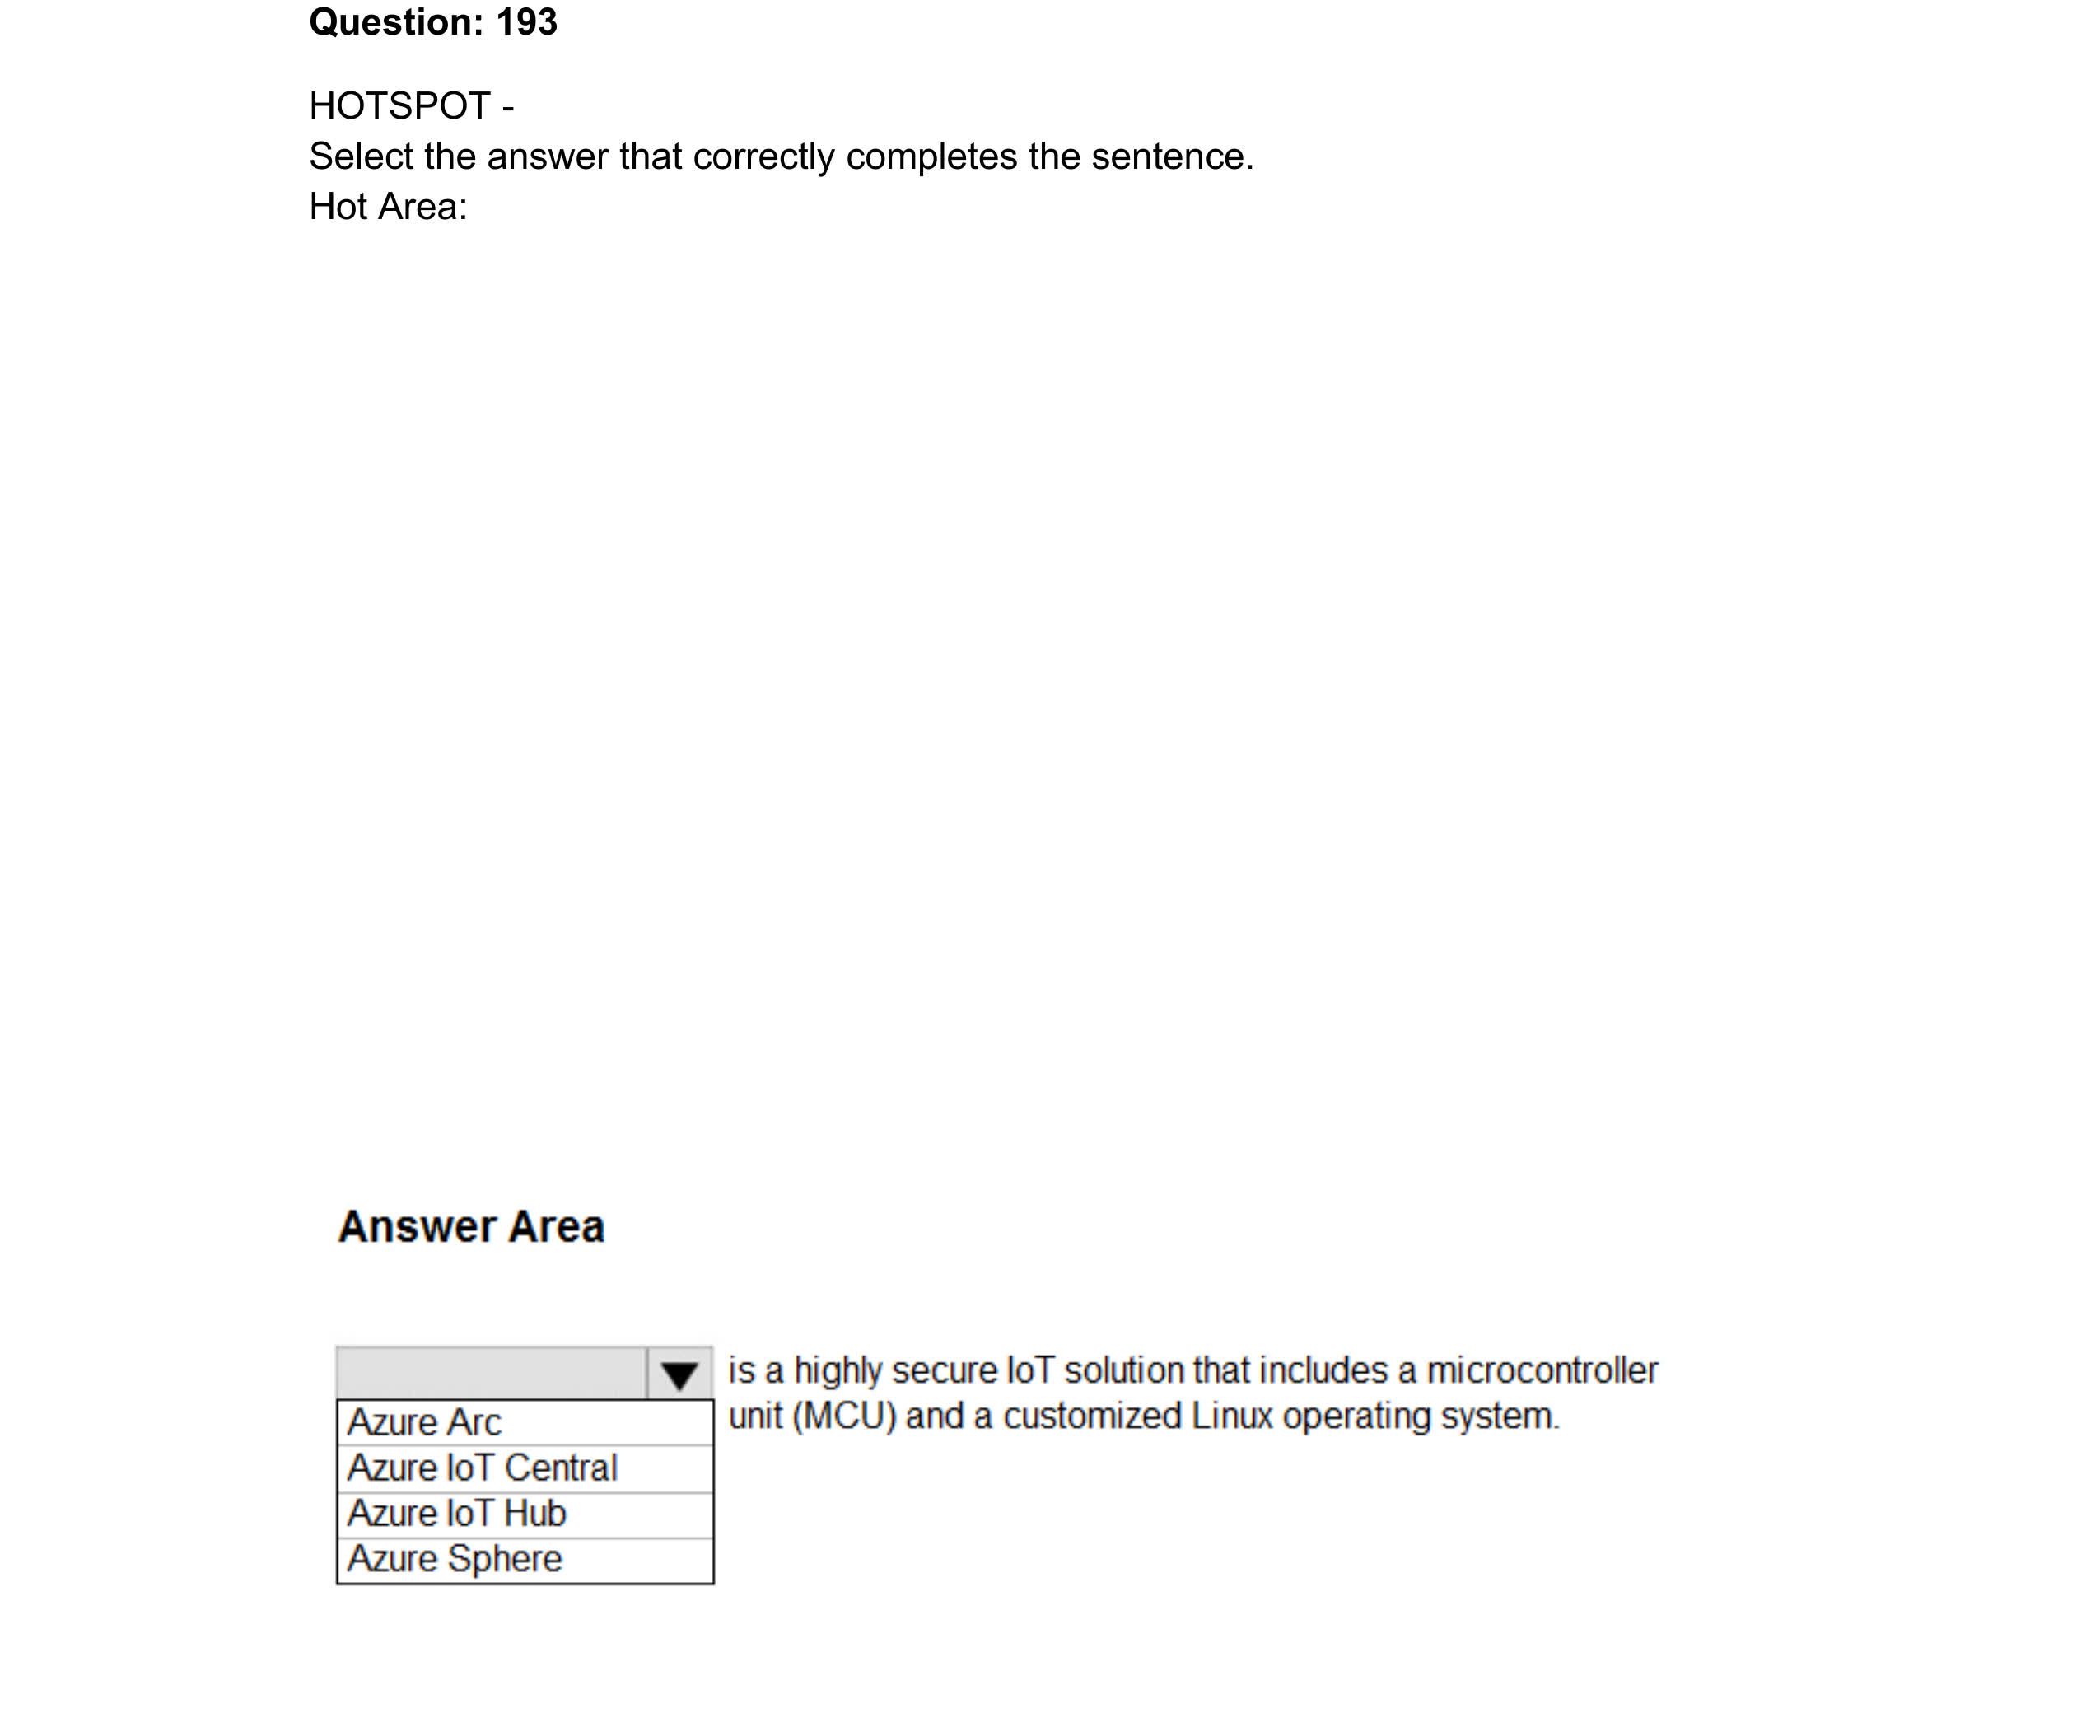 Question: 193
HOTSPOT -
Select the answer that correctly completes the sentence.
Hot Area:
Answer Area
is a highly secure IoT solution that includes a microcontroller
unit (MCU) and a customized Linux operating system.
Azure Arc
Azure IoT Central
Azure IoT Hub
Azure Sphere